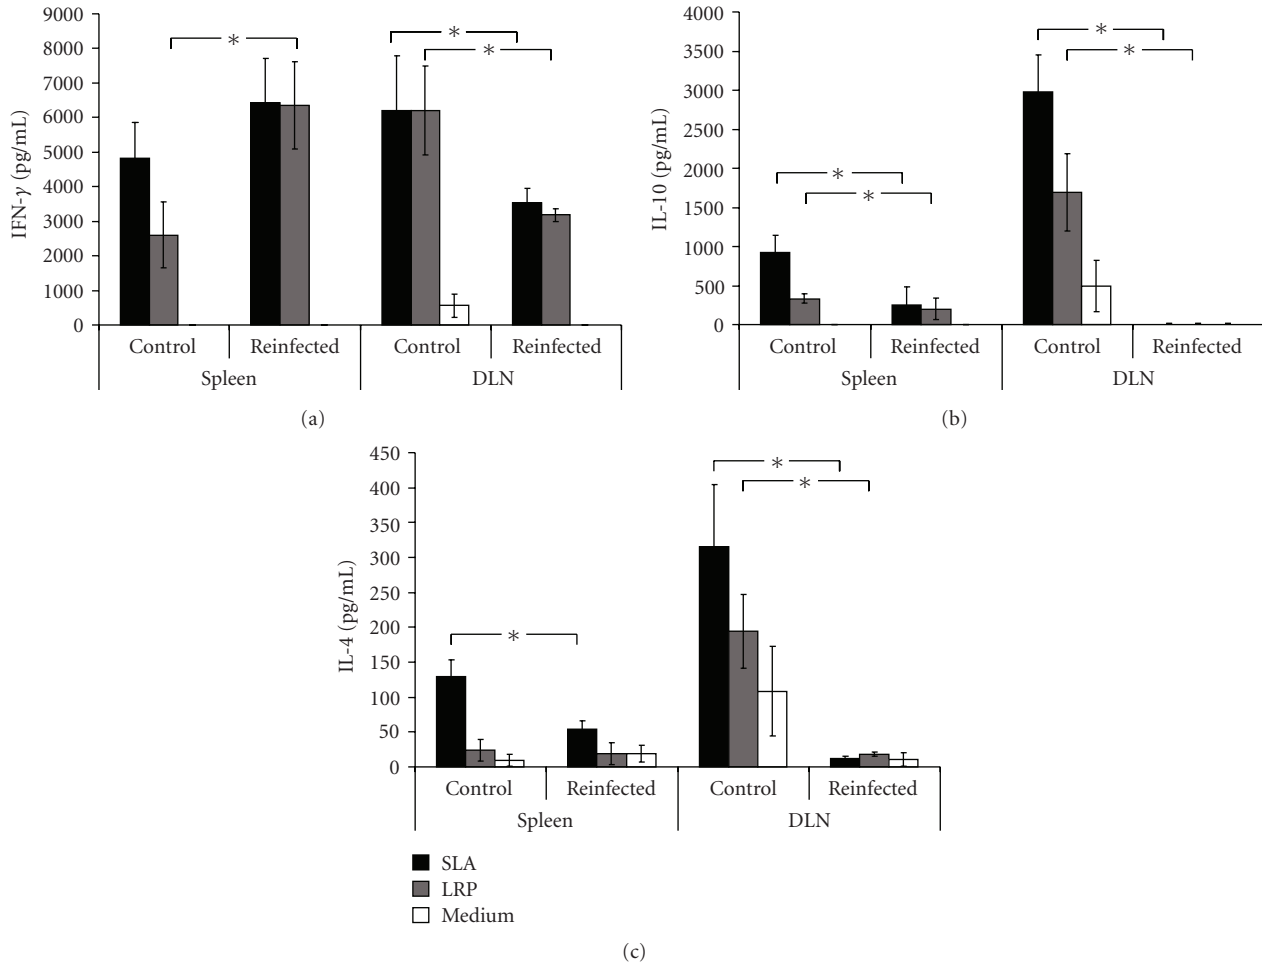 9000
8000
7000
6000
5000
4000
3000
2000
1000
0
IFN-γ (pg/mL)
*
*
*
Control Reinfected Control Reinfected
Spleen DLN
(a)
4000
3500
3000
2500
2000
1500
1000
500
0
IL-10 (pg/mL)
*
*
*
*
Control Reinfected Control Reinfected
Spleen DLN
(b)
450
400
350
300
250
200
150
100
50
0
IL-4 (pg/mL)
*
*
*
Control Reinfected Control Reinfected
Spleen DLN
SLA
LRP
Medium
(c)